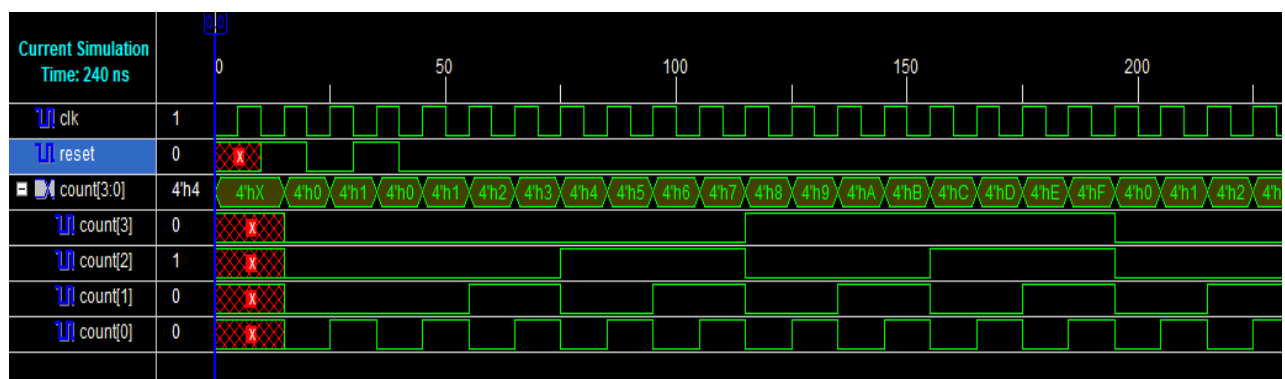 0 0
Current Simulation
Time: 240 ns
0 50 100 150 200
clk 1
reset 0 X
count[3:0] 4'h4 4'hX 4'h0 4'h1 4'h0 4'h1 4'h2 4'h3 4'h4 4'h5 4'h6 4'h7 4'h8 4'h9 4'hA 4'hB 4'hC 4'hD 4'hE 4'hF 4'h0 4'h1 4'h2 4'h
count[3] 0 X
count[2] 1 X
count[1] 0 X
count[0] 0 X